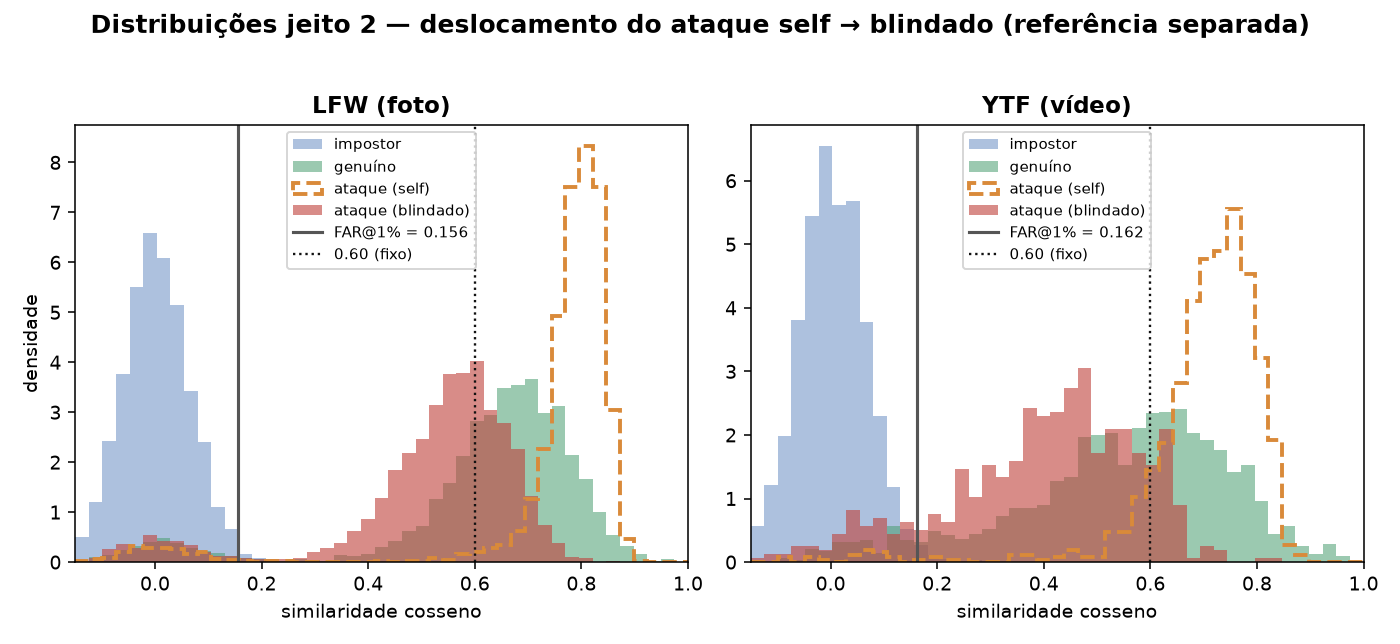 Distribuições jeito 2 — deslocamento do ataque self → blindado (referência separada)
LFW (foto)
densidade
8
7
6
5
4
3
2
1
0
impostor
genuíno
ataque (self)
ataque (blindado)
FAR@1% = 0.156
0.60 (fixo)
0.0 0.2 0.4 0.6 0.8 1.0
similaridade cosseno
YTF (vídeo)
6
5
4
3
2
1
0
impostor
genuíno
ataque (self)
ataque (blindado)
FAR@1% = 0.162
0.60 (fixo)
0.0 0.2 0.4 0.6 0.8 1.0
similaridade cosseno